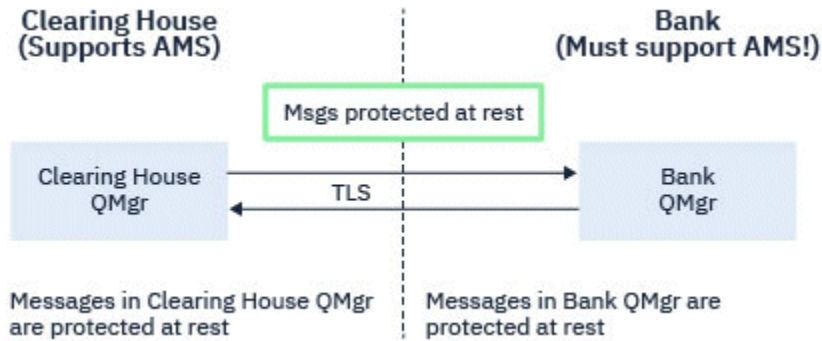 Clearing House
(Supports AMS)
Bank
(Must support AMS!)
Msgs protected at rest
Clearing House
QMgr
TLS
Bank
QMgr
Messages in Clearing House QMgr
are protected at rest
Messages in Bank QMgr are
protected at rest